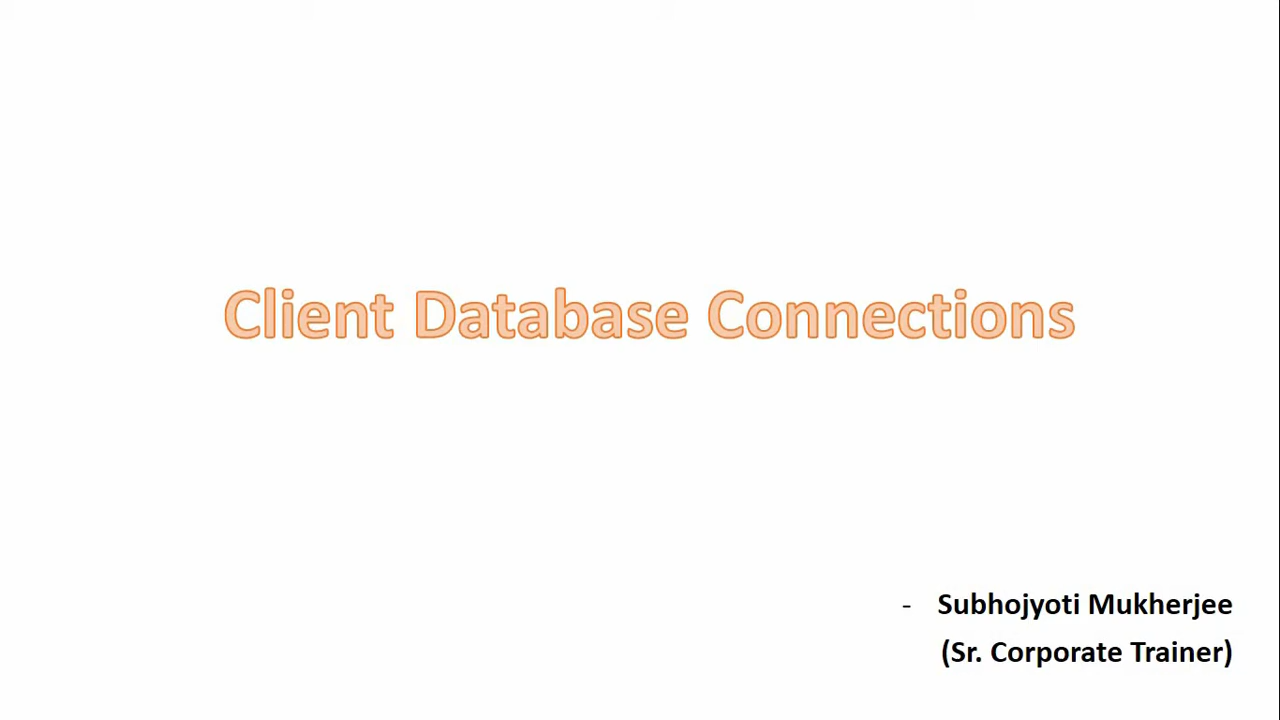 Client Database Connections
- Subhojyoti Mukherjee
(Sr. Corporate Trainer)